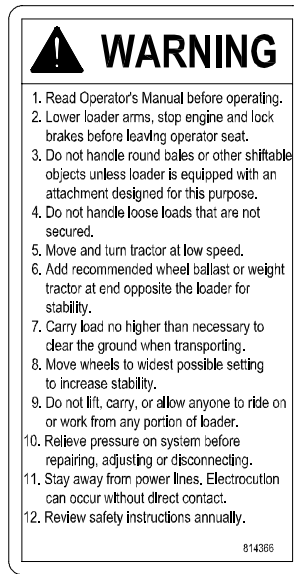 WARNING
1. Read Operator's Manual before operating.
2. Lower loader arms, stop engine and lock
brakes before leaving operator seat.
3. Do not handle round bales or other shiftable
objects unless loader is equipped with an
attachment designed for this purpose.
4. Do not handle loose loads that are not
secured.
5. Move and turn tractor at low speed.
6. Add recommended wheel ballast or weight
tractor at end opposite the loader for
stability.
7. Carry load no higher than necessary to
clear the ground when transporting.
8. Move wheels to widest possible setting
to increase stability.
9. Do not lift, carry, or allow anyone to ride on
or work from any portion of loader.
10. Relieve pressure on system before
repairing, adjusting or disconnecting.
11. Stay away from power lines. Electrocution
can occur without direct contact.
12. Review safety instructions annually.
814366